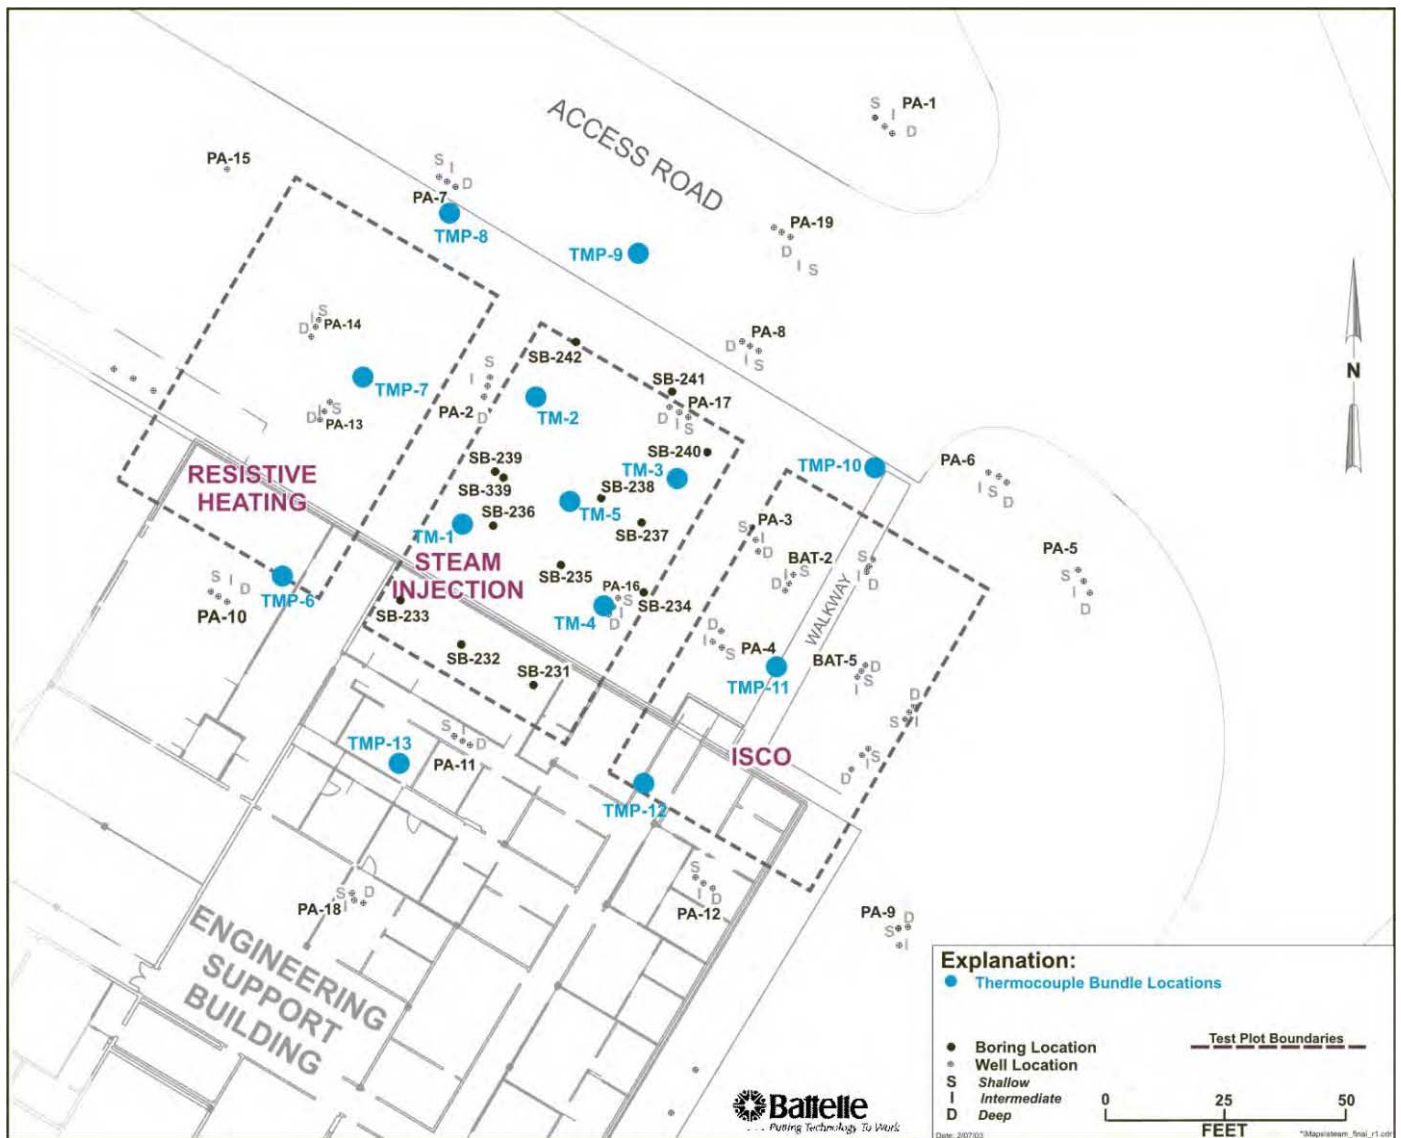 S
I
D
PA-1
PA-15
S
I
D
PA-7
TMP-8
ACCESS ROAD
TMP-9
PA-19
D
I
S
S
I
D
PA-14
TMP-7
S
I
D
PA-13
S
I
D
PA-2
SB-242
TM-2
SB-241
PA-17
D
I
S
PA-8
D
I
S
N
RESISTIVE
HEATING
SB-239
SB-339
SB-236
TM-1
STEAM
INJECTION
SB-240
TM-3
SB-238
TM-5
SB-237
SB-235
TMP-10
PA-6
I
S
D
S
PA-3
I
D
BAT-2
D
I
S
S
I
D
WALKWAY
PA-5
S
I
D
S
I
D
PA-10
TMP-6
SB-233
PA-16
S
I
D
TM-4
SB-234
SB-232
SB-231
D
I
S
PA-4
TMP-11
BAT-5
D
I
S
D
S
I
ISCO
I
S
D
TMP-13
S
I
D
PA-11
TMP-12
S
D
I
PA-18
S
I
D
PA-12
PA-9
D
S
I
ENGINEERING
SUPPORT
BUILDING
Battelle
. . . Putting Technology To Work
Explanation:
Thermocouple Bundle Locations
Boring Location
Test Plot Boundaries
Well Location
S Shallow
I Intermediate
D Deep
0 25 50
FEET
Date: 2/07/03